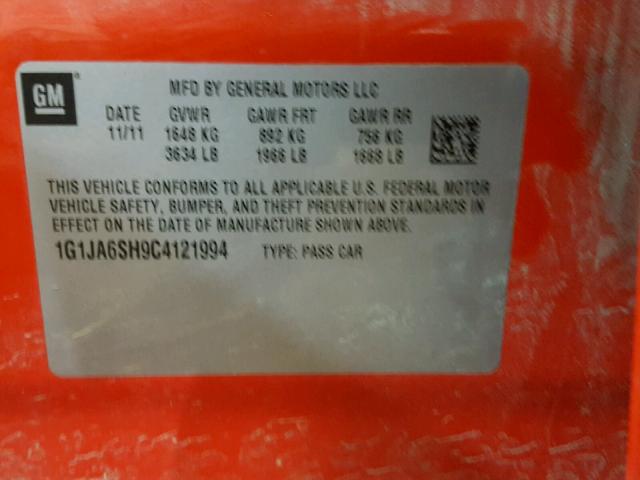 GM ®
MFD BY GENERAL MOTORS LLC
DATE GVWR GAWR FRT GAWR RR
11/11 1648 KG 892 KG 756 KG
3634 LB 1966 LB 1668 LB
THIS VEHICLE CONFORMS TO ALL APPLICABLE U.S. FEDERAL MOTOR
VEHICLE SAFETY, BUMPER, AND THEFT PREVENTION STANDARDS IN
EFFECT ON THE DATE OF MANUFACTURE SHOWN ABOVE.
1G1JA6SH9C4121994 TYPE: PASS CAR